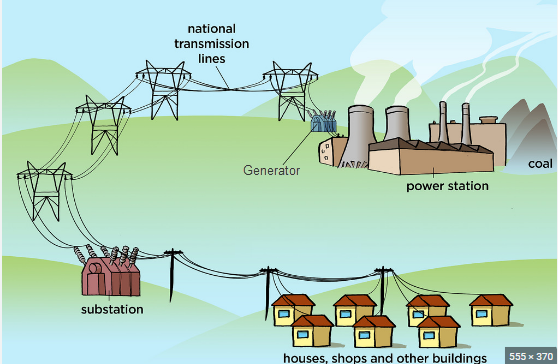 national
transmission
lines
Generator
coal
power station
substation
houses, shops and other buildings
555 × 370